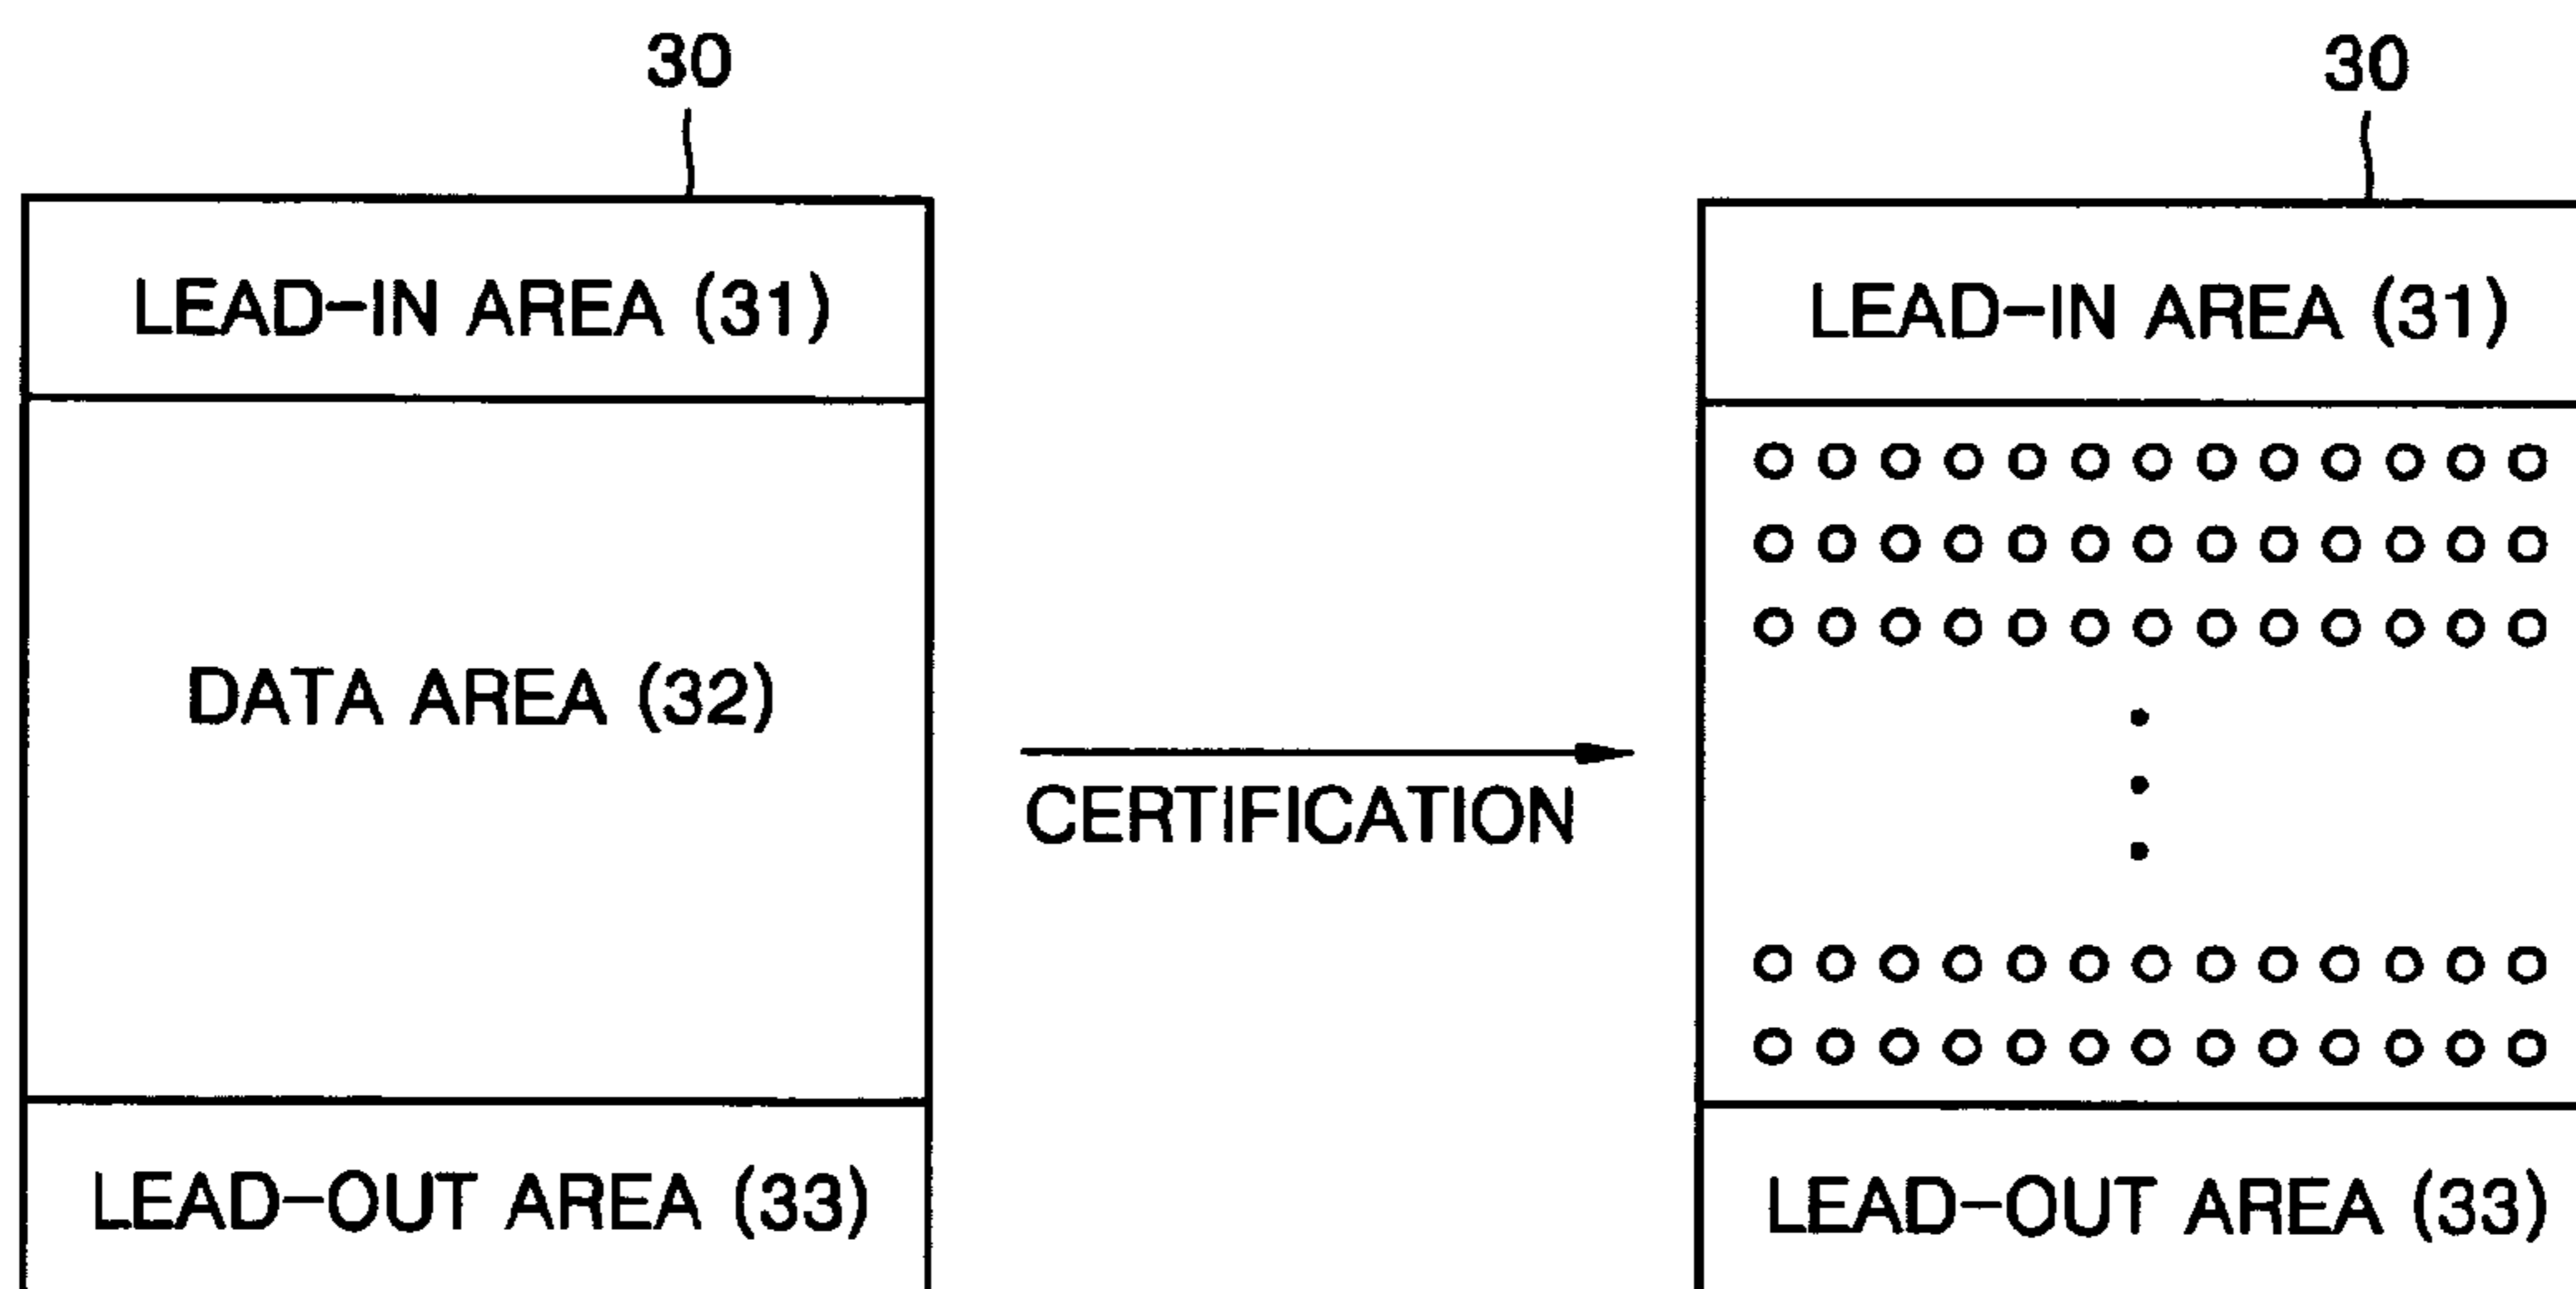 30
LEAD-IN AREA (31)
DATA AREA (32)
LEAD-OUT AREA (33)
CERTIFICATION
30
LEAD-IN AREA (31)
LEAD-OUT AREA (33)